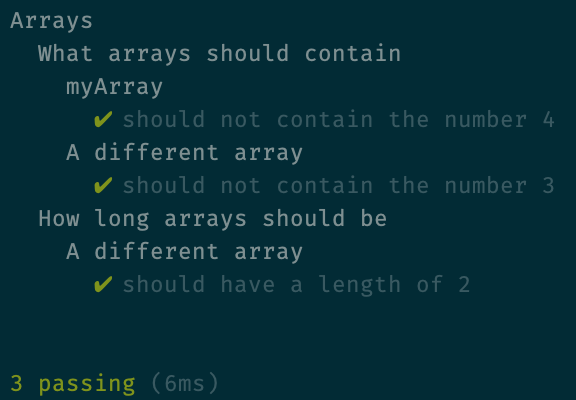 Arrays
What arrays should contain
myArray
✔ should not contain the number 4
A different array
✔ should not contain the number 3
How long arrays should be
A different array
✔ should have a length of 2
3 passing (6ms)